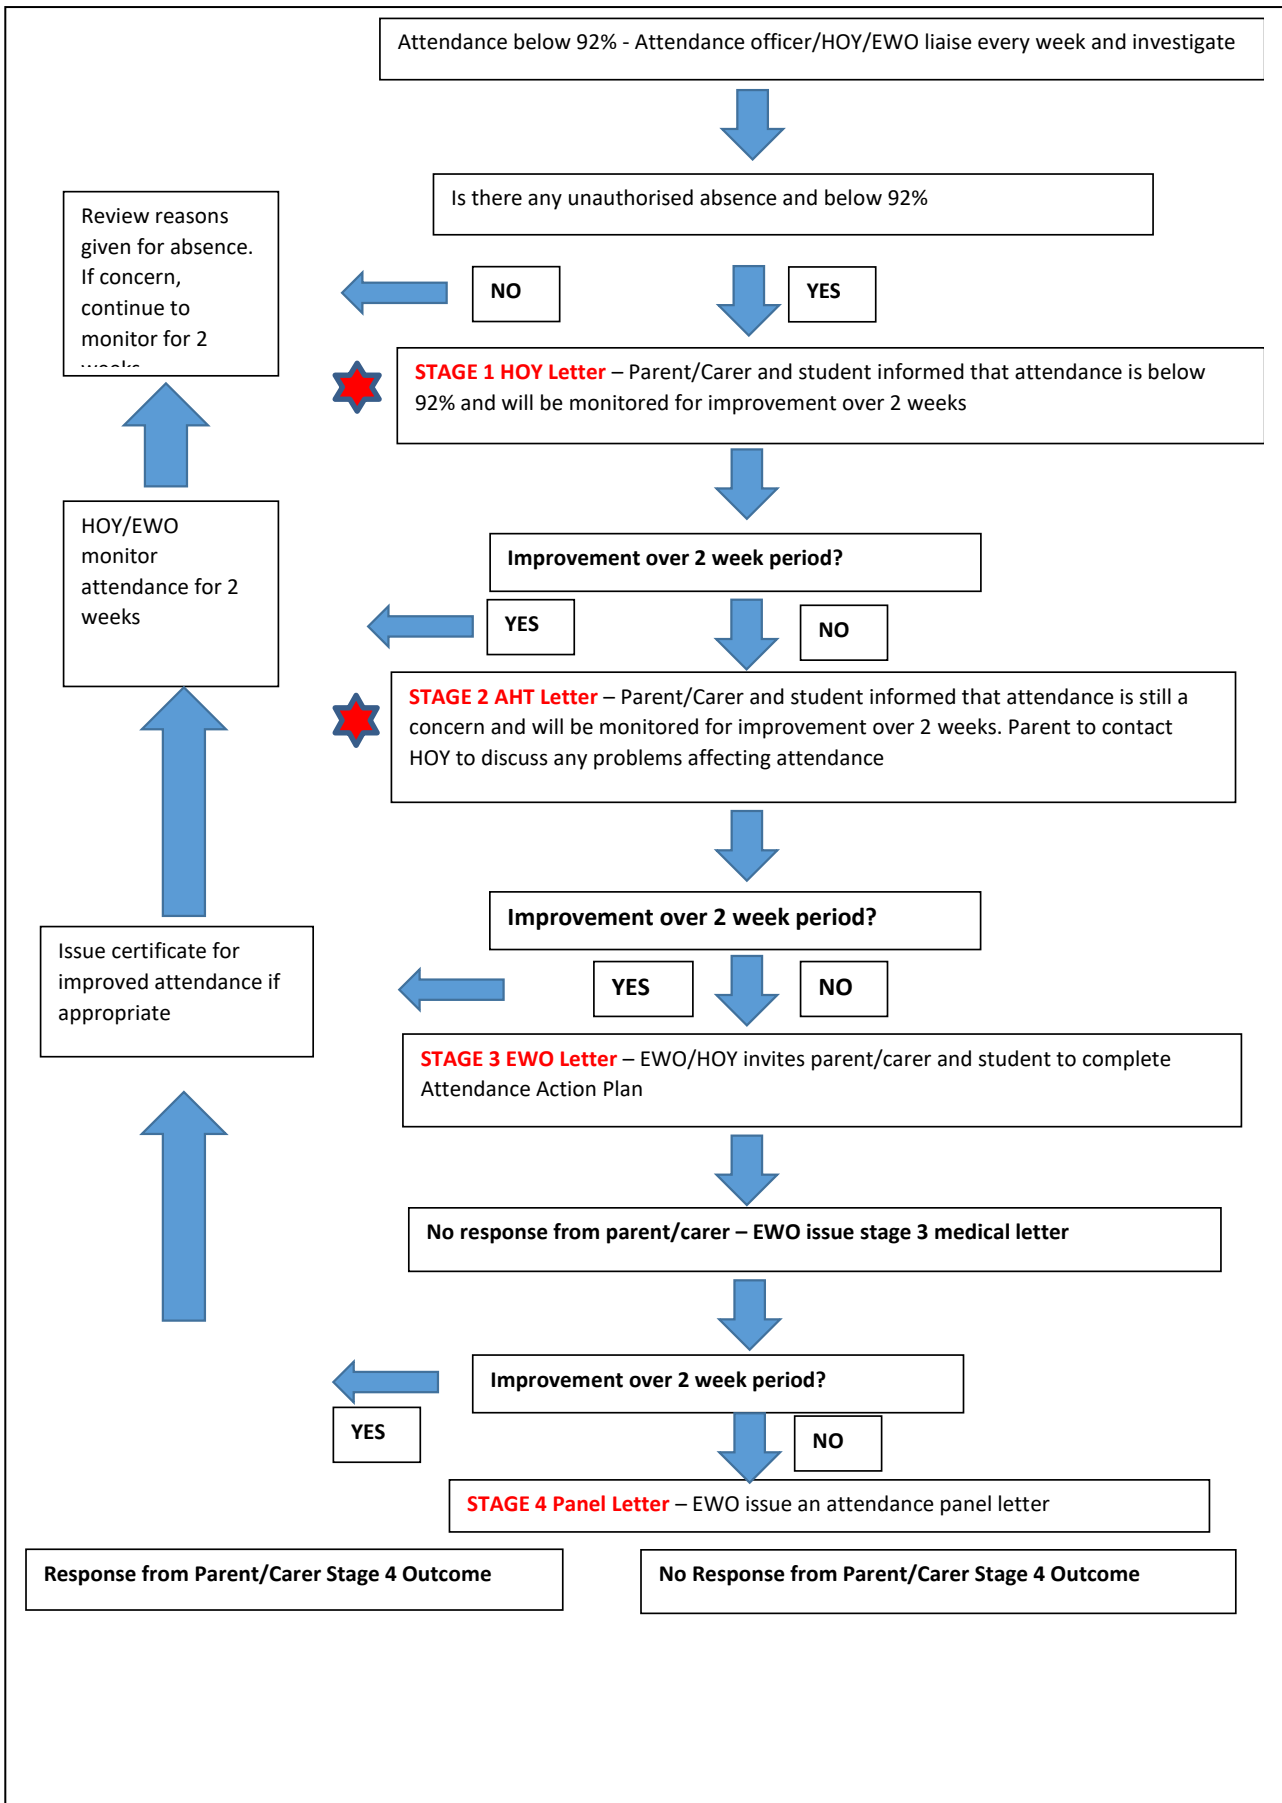 Attendance below 92% - Attendance officer/HOY/EWO liaise every week and investigate
Is there any unauthorised absence and below 92%
Review reasons
given for absence.
If concern,
continue to
monitor for 2
NO
YES
STAGE 1 HOY Letter – Parent/Carer and student informed that attendance is below
92% and will be monitored for improvement over 2 weeks
HOY/EWO
monitor
attendance for 2
weeks
Improvement over 2 week period?
YES
NO
STAGE 2 AHT Letter – Parent/Carer and student informed that attendance is still a
concern and will be monitored for improvement over 2 weeks. Parent to contact
HOY to discuss any problems affecting attendance
Improvement over 2 week period?
Issue certificate for
improved attendance if
appropriate
YES
NO
STAGE 3 EWO Letter – EWO/HOY invites parent/carer and student to complete
Attendance Action Plan
No response from parent/carer – EWO issue stage 3 medical letter
Improvement over 2 week period?
YES
NO
STAGE 4 Panel Letter – EWO issue an attendance panel letter
Response from Parent/Carer Stage 4 Outcome
No Response from Parent/Carer Stage 4 Outcome